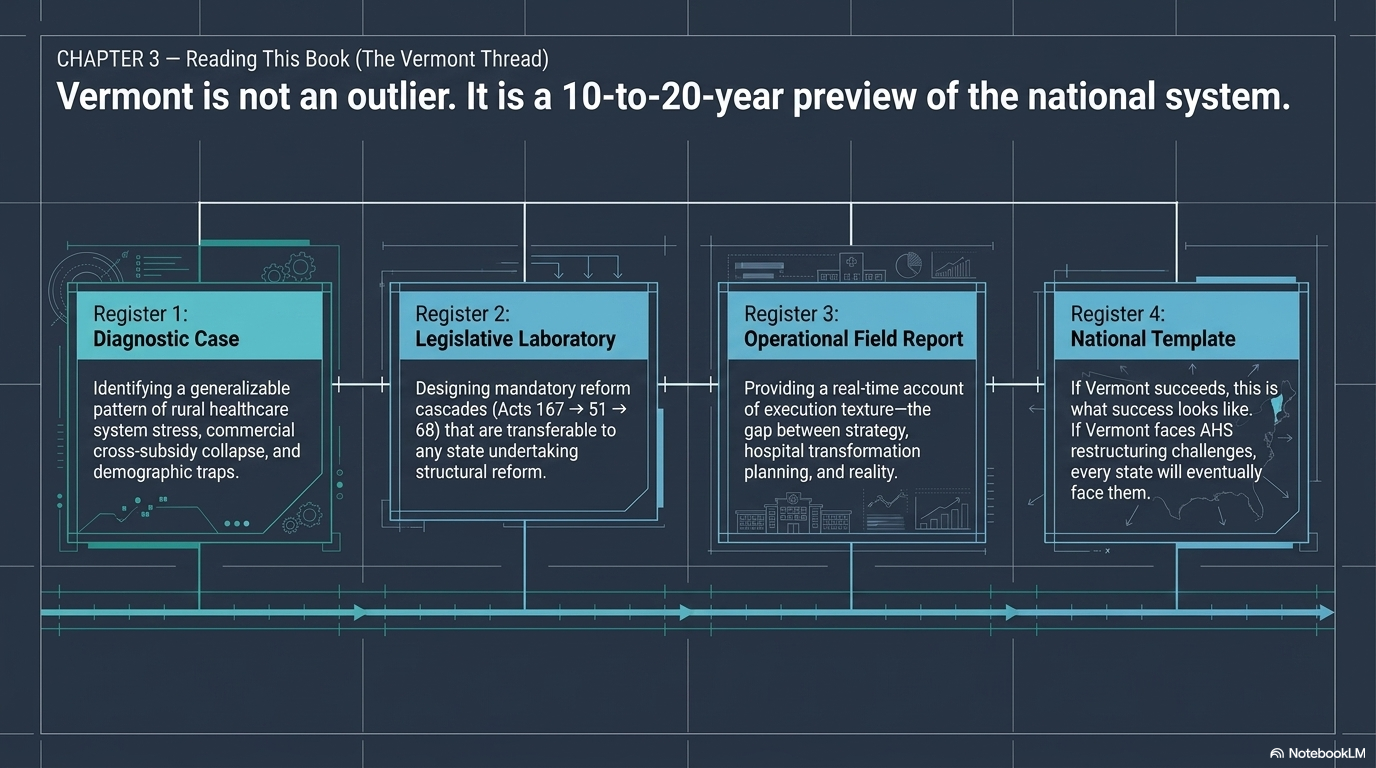 CHAPTER 3 — Reading This Book (The Vermont Thread)
Vermont is not an outlier. It is a 10-to-20-year preview of the national system.
Register 1:
Diagnostic Case
Identifying a generalizable
pattern of rural healthcare
system stress, commercial
cross-subsidy collapse, and
demographic traps.
Register 2:
Legislative Laboratory
Designing mandatory reform
cascades (Acts 167 → 51 →
68) that are transferable to
any state undertaking
structural reform.
Register 3:
Operational Field Report
Providing a real-time account
of execution texture—the
gap between strategy,
hospital transformation
planning, and reality.
Register 4:
National Template
If Vermont succeeds, this is
what success looks like.
If Vermont faces AHS
restructuring challenges,
every state will eventually
face them.
NotebookLM